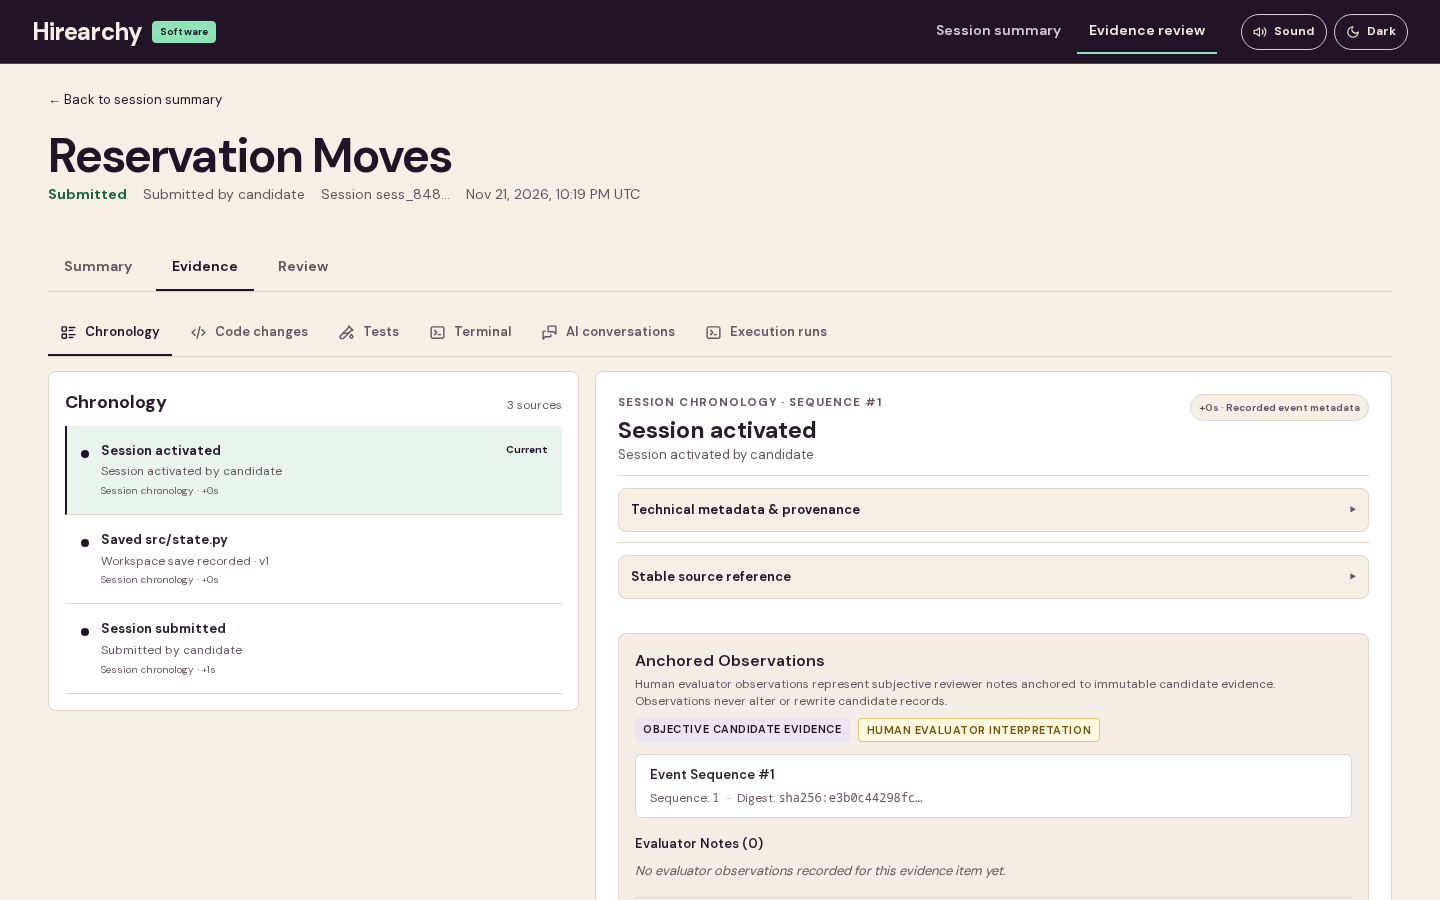 Hirearchy
Software
Session summary
Evidence review
Sound
Dark
← Back to session summary
Reservation Moves
Submitted Submitted by candidate Session sess_848... Nov 21, 2026, 10:19 PM UTC
Summary
Evidence
Review
Chronology
Code changes
Tests
Terminal
AI conversations
Execution runs
Chronology
3 sources
Session activated
Current
Session activated by candidate
Session chronology · +0s
Saved src/state.py
Workspace save recorded · v1
Session chronology · +0s
Session submitted
Submitted by candidate
Session chronology · +1s
SESSION CHRONOLOGY · SEQUENCE #1
+0s · Recorded event metadata
Session activated
Session activated by candidate
Technical metadata & provenance
Stable source reference
Anchored Observations
Human evaluator observations represent subjective reviewer notes anchored to immutable candidate evidence.
Observations never alter or rewrite candidate records.
OBJECTIVE CANDIDATE EVIDENCE
HUMAN EVALUATOR INTERPRETATION
Event Sequence #1
Sequence: 1 · Digest: sha256:e3b0c44298fc…
Evaluator Notes (0)
No evaluator observations recorded for this evidence item yet.